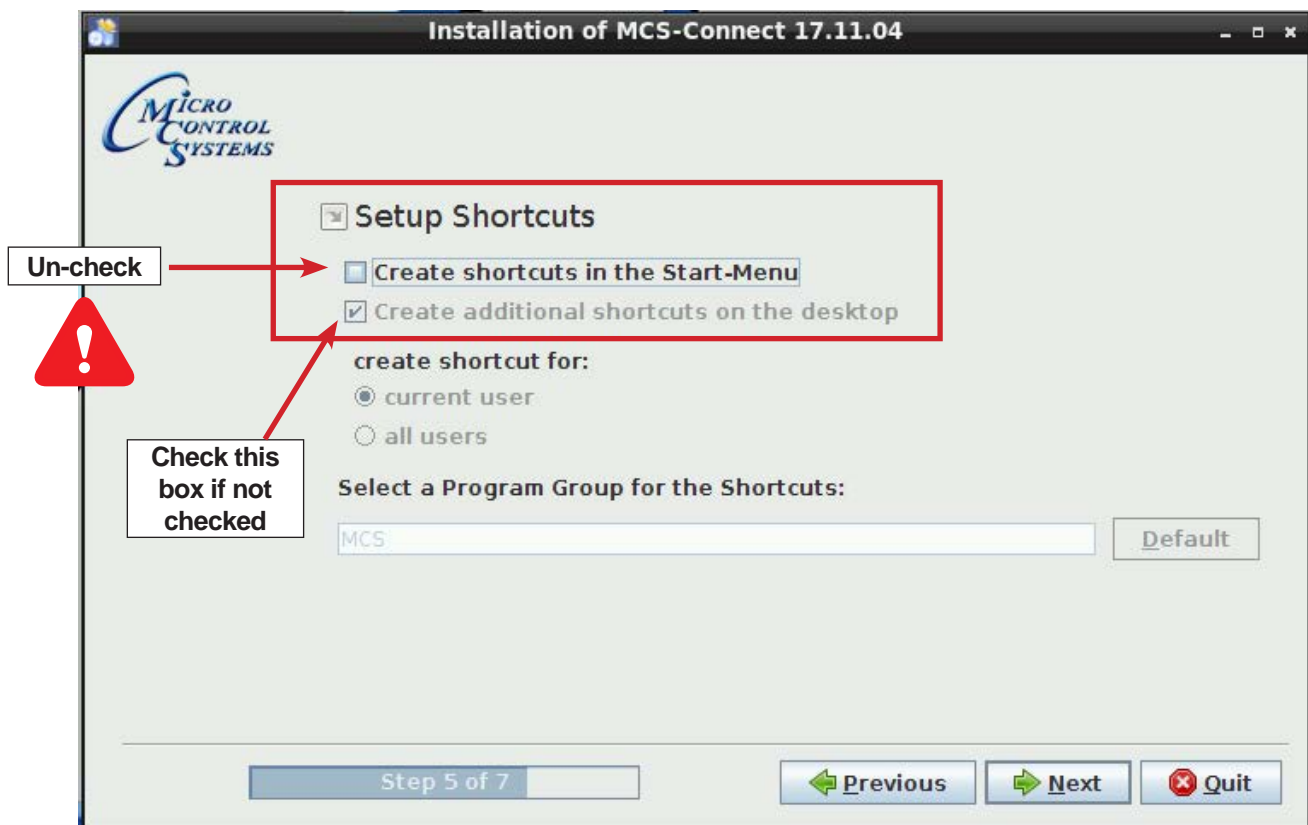 Installation of MCS-Connect 17.11.04
MICRO
CONTROL
SYSTEMS
Setup Shortcuts
Un-check
Create shortcuts in the Start-Menu
!
Create additional shortcuts on the desktop
create shortcut for:
current user
all users
Check this
box if not
checked
Select a Program Group for the Shortcuts:
MCS
Default
Step 5 of 7
Previous
Next
Quit